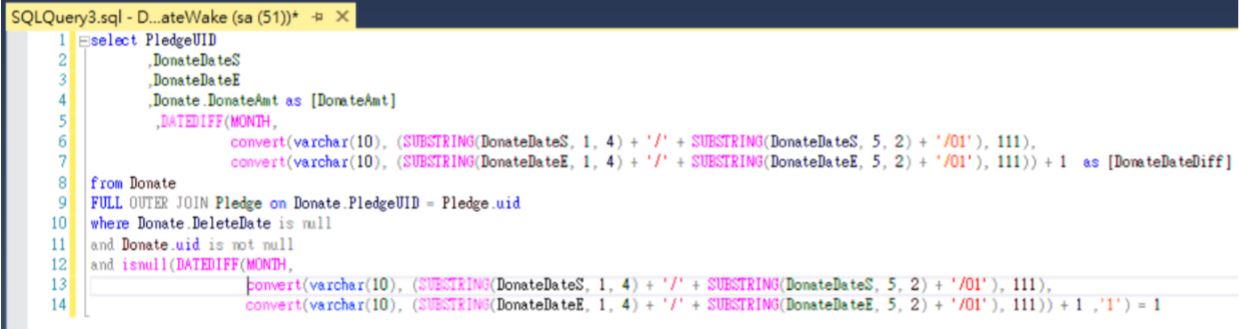 SQLQuery3.sql - D...ateWake (sa (51))*
1 select PledgeUID
2 ,DonateDateS
3 ,DonateDateE
4 ,Donate.DonateAmt as [DonateAmt]
5 ,DATEDIFF(MONTH,
6 convert(varchar(10), (SUBSTRING(DonateDateS, 1, 4) + '/' + SUBSTRING(DonateDateS, 5, 2) + '/01'), 111),
7 convert(varchar(10), (SUBSTRING(DonateDateE, 1, 4) + '/' + SUBSTRING(DonateDateE, 5, 2) + '/01'), 111)) + 1 as [DonateDateDiff]
8 from Donate
9 FULL OUTER JOIN Pledge on Donate.PledgeUID = Pledge.uid
10 where Donate.DeleteDate is null
11 and Donate.uid is not null
12 and isnull(DATEDIFF(MONTH,
13 convert(varchar(10), (SUBSTRING(DonateDateS, 1, 4) + '/' + SUBSTRING(DonateDateS, 5, 2) + '/01'), 111),
14 convert(varchar(10), (SUBSTRING(DonateDateE, 1, 4) + '/' + SUBSTRING(DonateDateE, 5, 2) + '/01'), 111)) + 1 ,'1') = 1